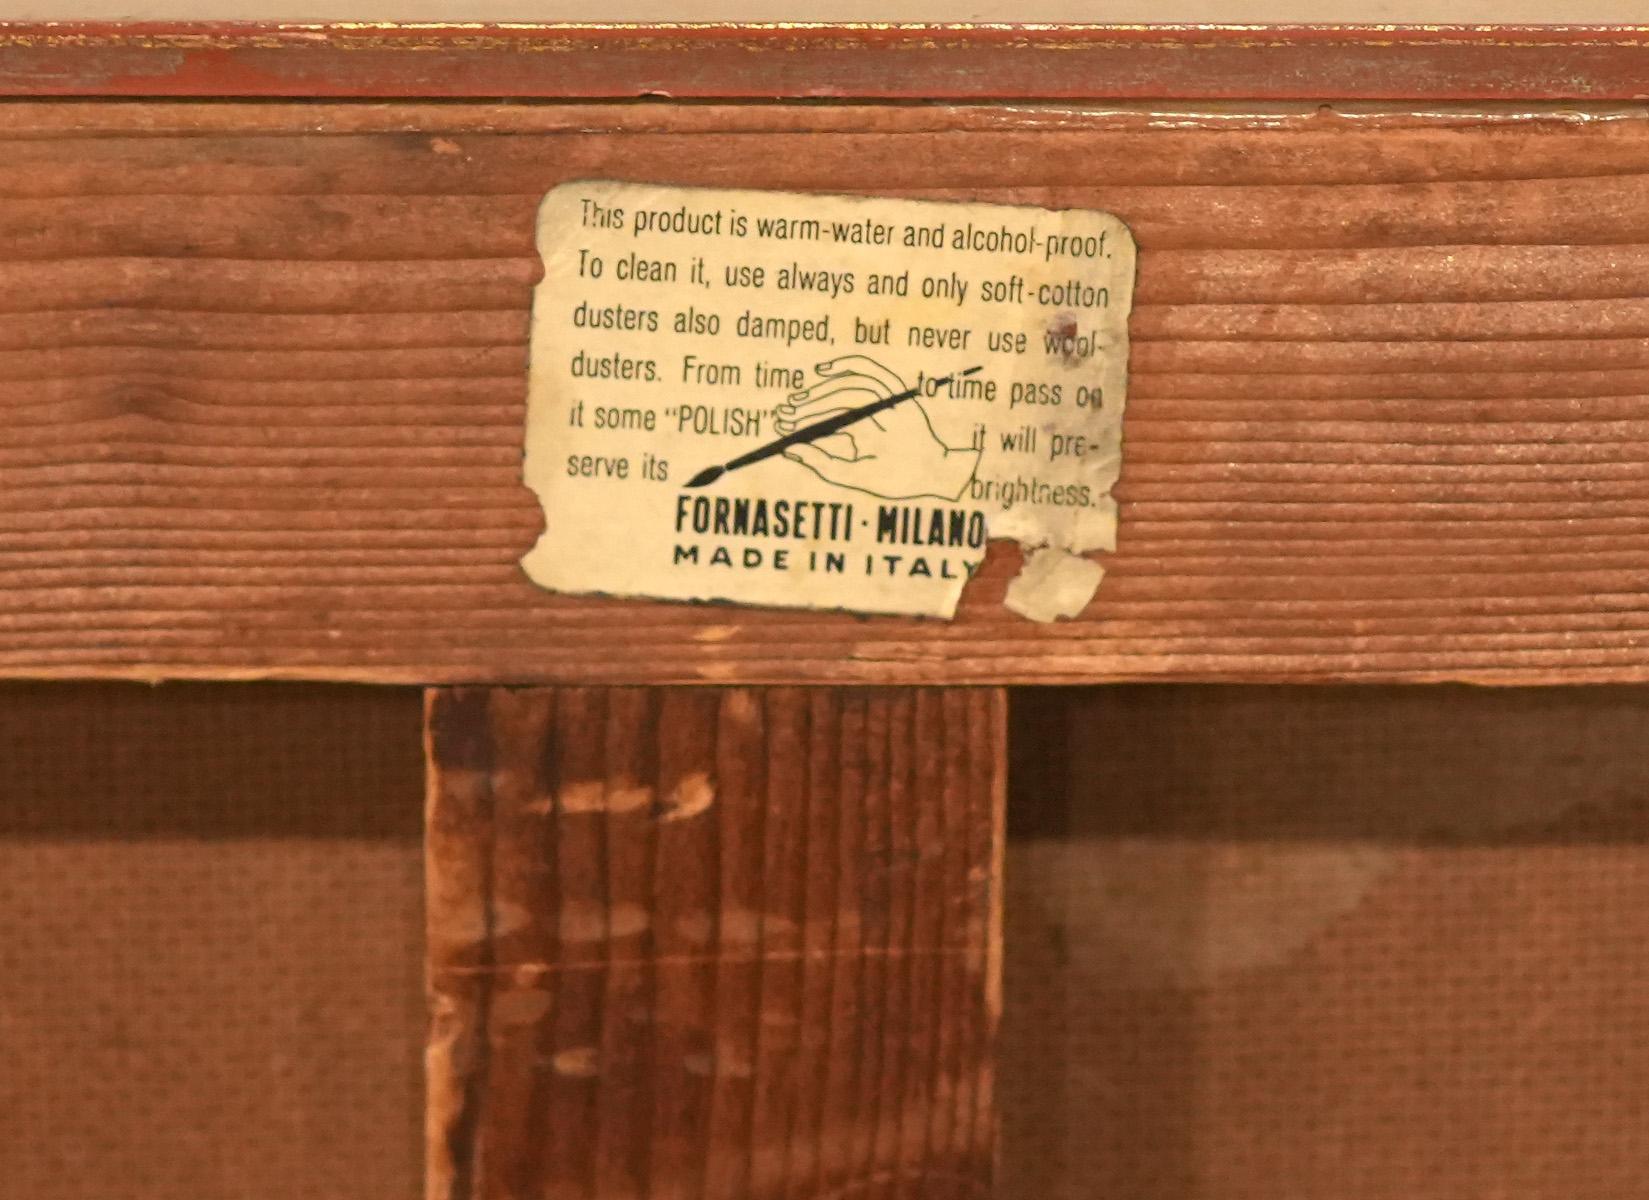 This product is warm-water and alcohol-proof.
To clean it, use always and only soft-cotton
dusters also damped, but never use wool-
dusters. From time to time pass on
it some "POLISH" it will pre-
serve its brightness.
FORNASETTI · MILANO
MADE IN ITALY